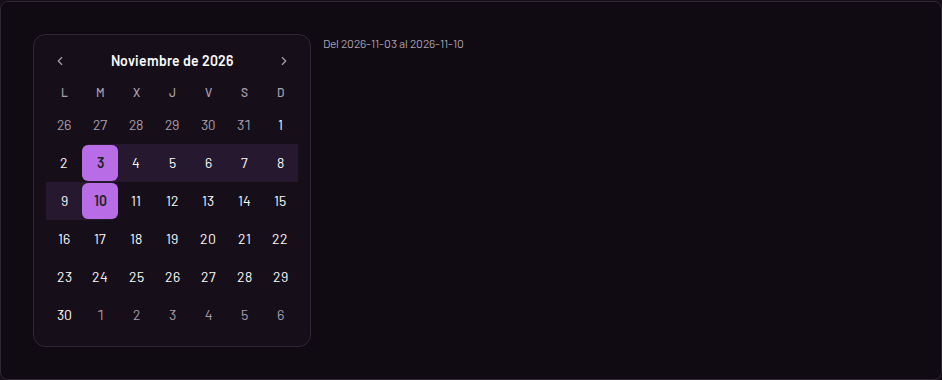 Noviembre de 2026
L M X J V S D
26 27 28 29 30 31 1
2 3 4 5 6 7 8
9 10 11 12 13 14 15
16 17 18 19 20 21 22
23 24 25 26 27 28 29
30 1 2 3 4 5 6
Del 2026-11-03 al 2026-11-10